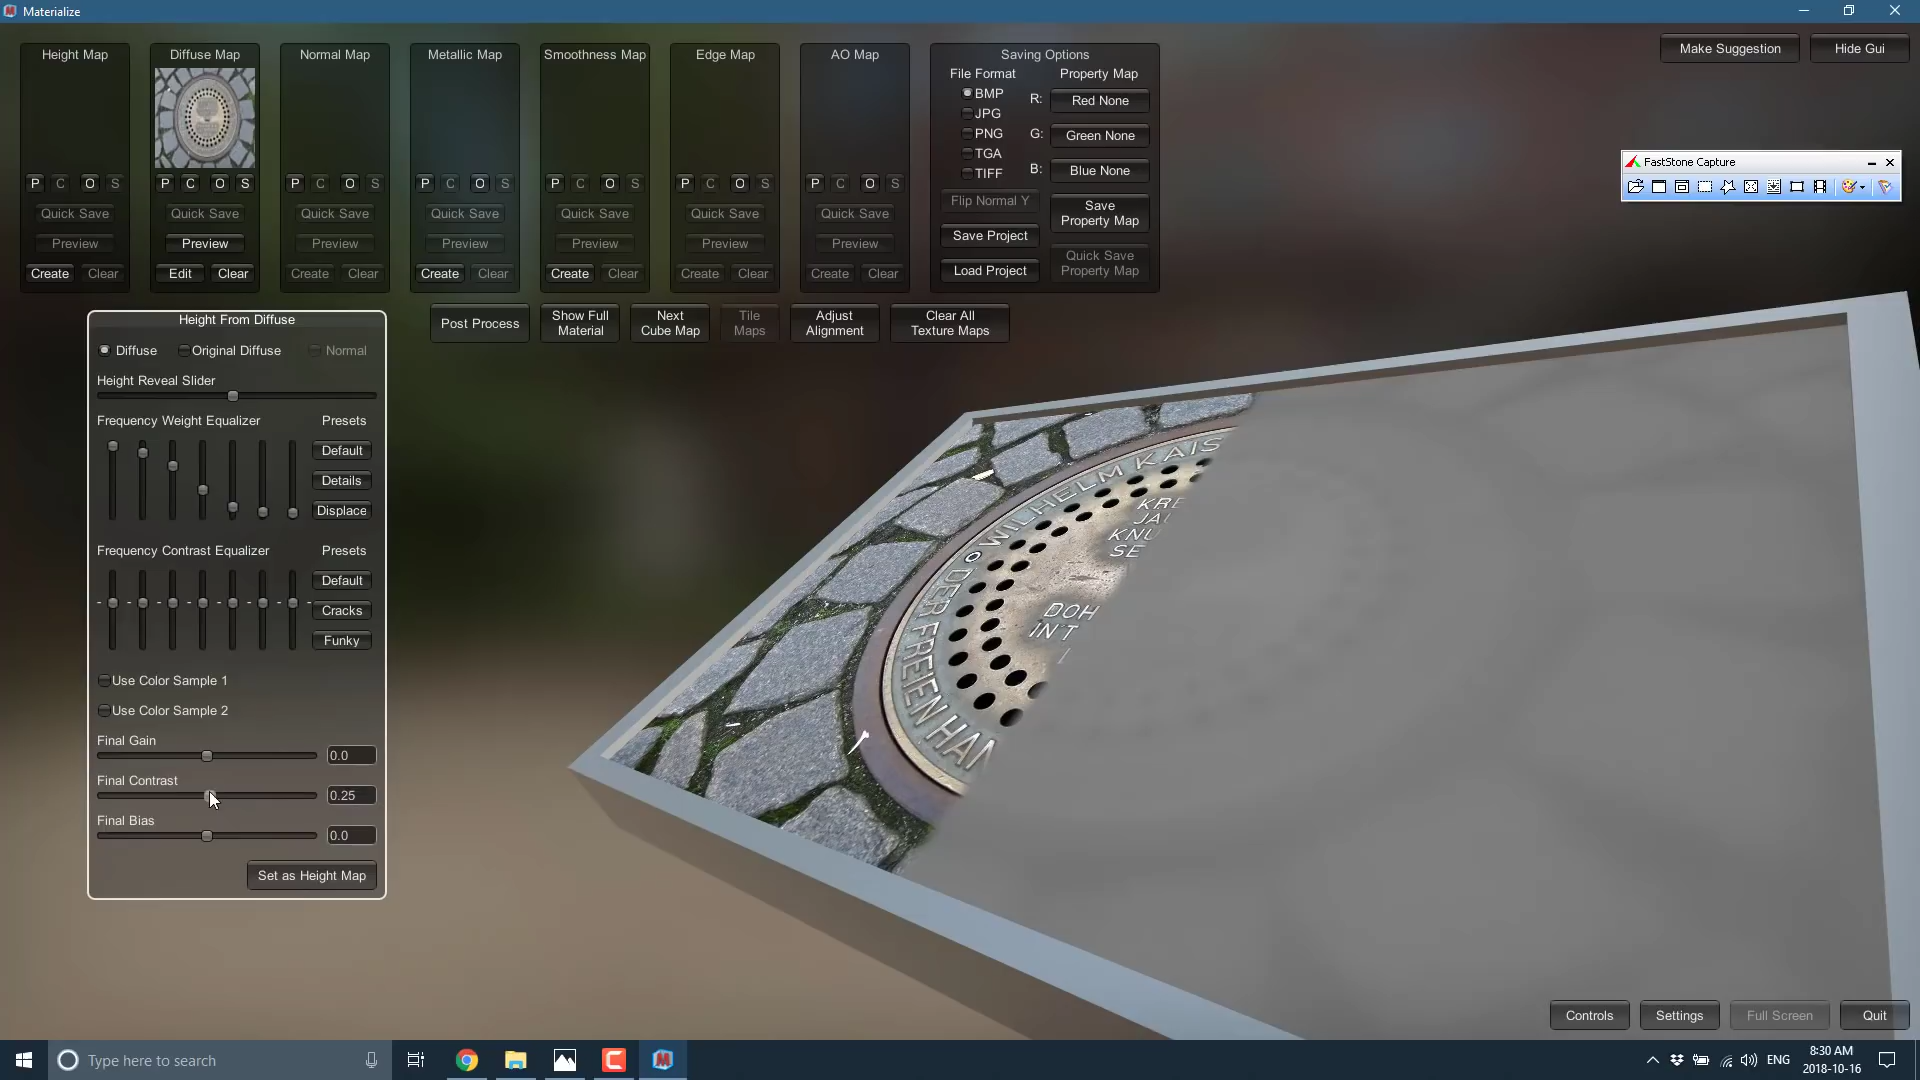 Materialize
Make Suggestion
Hide Gui
Height Map
Diffuse Map
Normal Map
Metallic Map
Smoothness Map
Edge Map
AO Map
Saving Options
File Format
Property Map
BMP
JPG
PNG
TGA
TIFF
R:
Red None
G:
Green None
B:
Blue None
FastStone Capture
P C O S
P C O S
P C O S
P C O S
P C O S
P C O S
P C O S
Quick Save
Quick Save
Quick Save
Quick Save
Quick Save
Quick Save
Quick Save
Preview
Preview
Preview
Preview
Preview
Preview
Preview
Create Clear
Edit Clear
Create Clear
Create Clear
Create Clear
Create Clear
Create Clear
Flip Normal Y
Save Project
Load Project
Save
Property Map
Quick Save
Property Map
Post Process
Show Full
Material
Next
Cube Map
Tile
Maps
Adjust
Alignment
Clear All
Texture Maps
Height From Diffuse
Diffuse
Original Diffuse
Normal
Height Reveal Slider
Frequency Weight Equalizer
Presets
Default
Details
Displace
Frequency Contrast Equalizer
Presets
Default
Cracks
Funky
Use Color Sample 1
Use Color Sample 2
Final Gain
0.0
Final Contrast
0.25
Final Bias
0.0
Set as Height Map
DER FREIEN HAN
WILHELM KAIS
KRE
JA
KNU
SE
DOH
IN'T
Controls
Settings
Full Screen
Quit
Type here to search
ENG
8:30 AM
2018-10-16